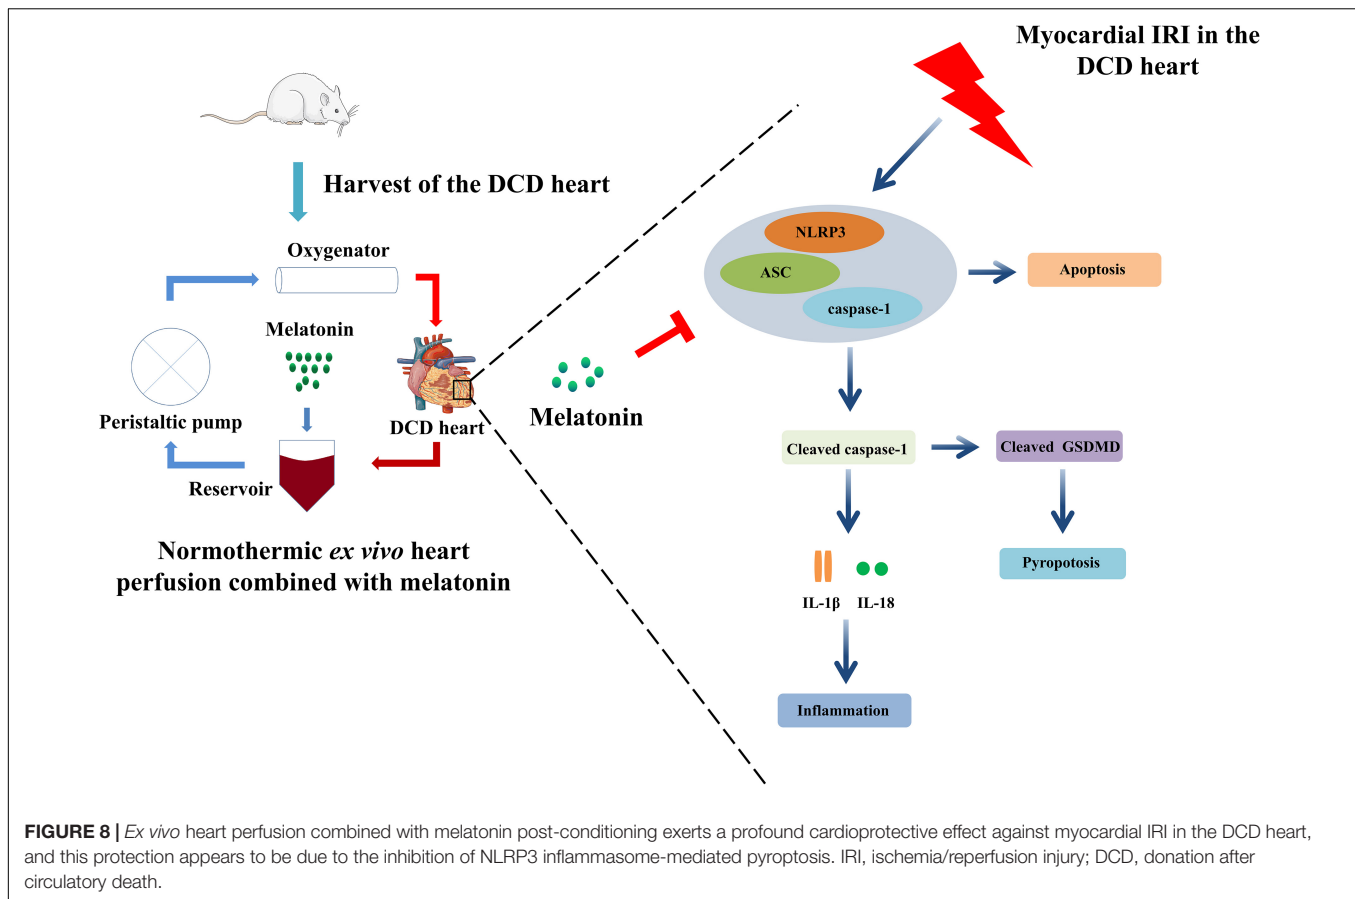 Myocardial IRI in the
DCD heart
Harvest of the DCD heart
Oxygenator
Melatonin
Peristaltic pump
DCD heart
Reservoir
Normothermic ex vivo heart
perfusion combined with melatonin
Melatonin
NLRP3
ASC
caspase-1
Apoptosis
Cleaved caspase-1
Cleaved GSDMD
Pyropotosis
IL-1β
IL-18
Inflammation
FIGURE 8 | Ex vivo heart perfusion combined with melatonin post-conditioning exerts a profound cardioprotective effect against myocardial IRI in the DCD heart,
and this protection appears to be due to the inhibition of NLRP3 inflammasome-mediated pyroptosis. IRI, ischemia/reperfusion injury; DCD, donation after
circulatory death.